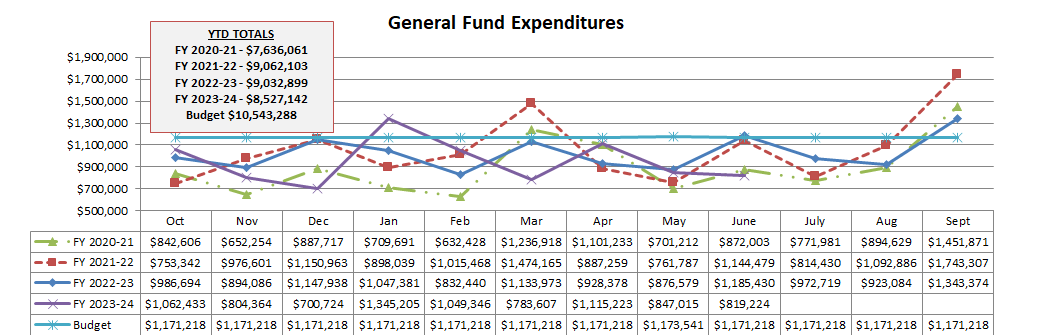 General Fund Expenditures
YTD TOTALS
FY 2020-21 - $7,636,061
FY 2021-22 - $9,062,103
FY 2022-23 - $9,032,899
FY 2023-24 - $8,527,142
Budget $10,543,288
$1,900,000
$1,700,000
$1,500,000
$1,300,000
$1,100,000
$900,000
$700,000
$500,000
Oct Nov Dec Jan Feb Mar Apr May June July Aug Sept
FY 2020-21 $842,606 $652,254 $887,717 $709,691 $632,428 $1,236,918 $1,101,233 $701,212 $872,003 $771,981 $894,629 $1,451,871
FY 2021-22 $753,342 $976,601 $1,150,963 $898,039 $1,015,468 $1,474,165 $887,259 $761,787 $1,144,479 $814,430 $1,092,886 $1,743,307
FY 2022-23 $986,694 $894,086 $1,147,938 $1,047,381 $832,440 $1,133,973 $928,378 $876,579 $1,185,430 $972,719 $923,084 $1,343,374
FY 2023-24 $1,062,433 $804,364 $700,724 $1,345,205 $1,049,346 $783,607 $1,115,223 $847,015 $819,224
Budget $1,171,218 $1,171,218 $1,171,218 $1,171,218 $1,171,218 $1,171,218 $1,171,218 $1,173,541 $1,171,218 $1,171,218 $1,171,218 $1,171,218